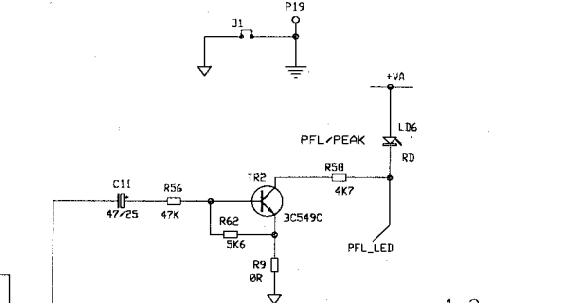 P19
J1
+VA
LD6
PFL/PEAK
RD
R58
4K7
TR2
C11
47/25
R56
47K
3C549C
R62
5K6
PFL_LED
R9
0R